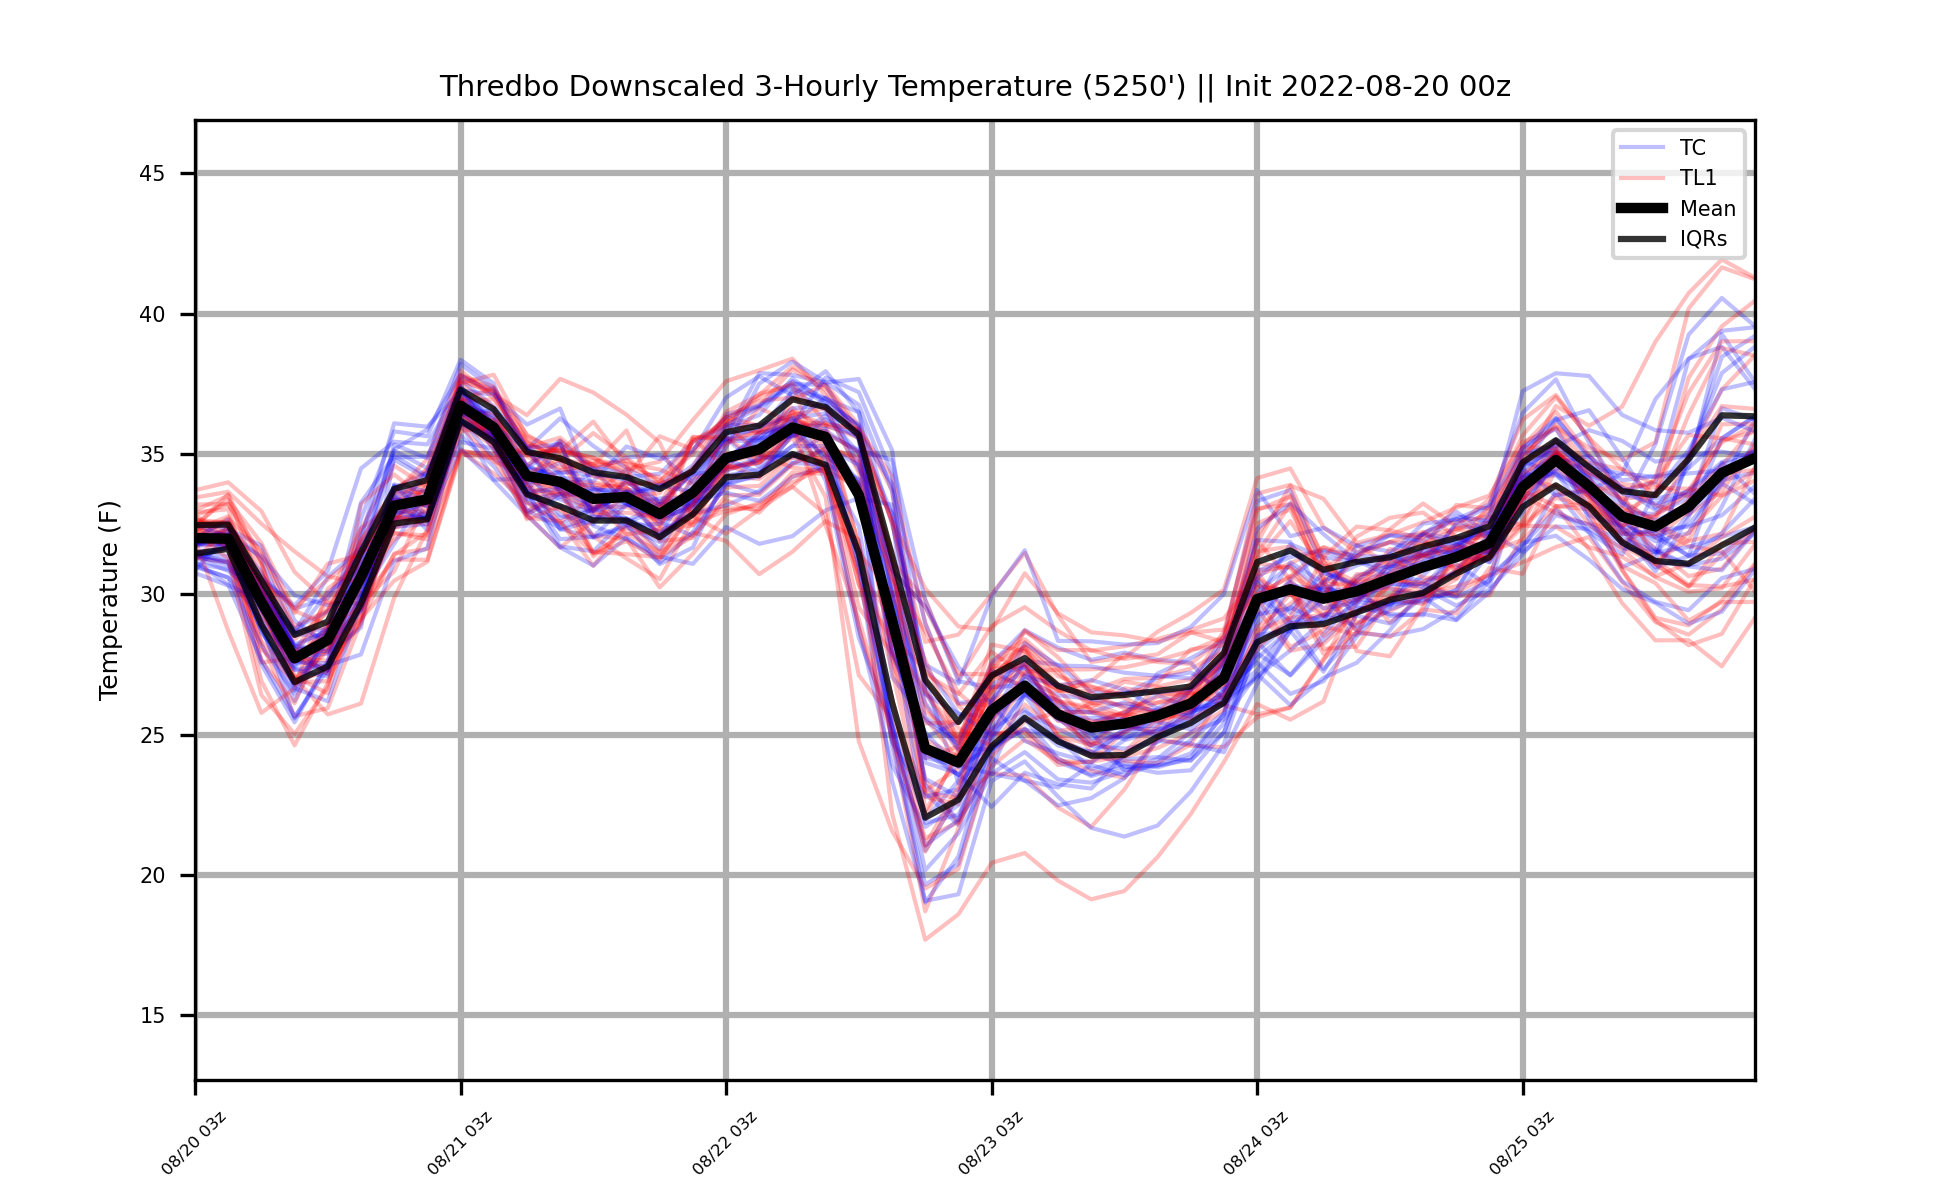 Thredbo Downscaled 3-Hourly Temperature (5250') || Init 2022-08-20 00z
TC
TL1
Mean
IQRs
Temperature (F)
45
40
35
30
25
20
15
08/20 03z
08/21 03z
08/22 03z
08/23 03z
08/24 03z
08/25 03z